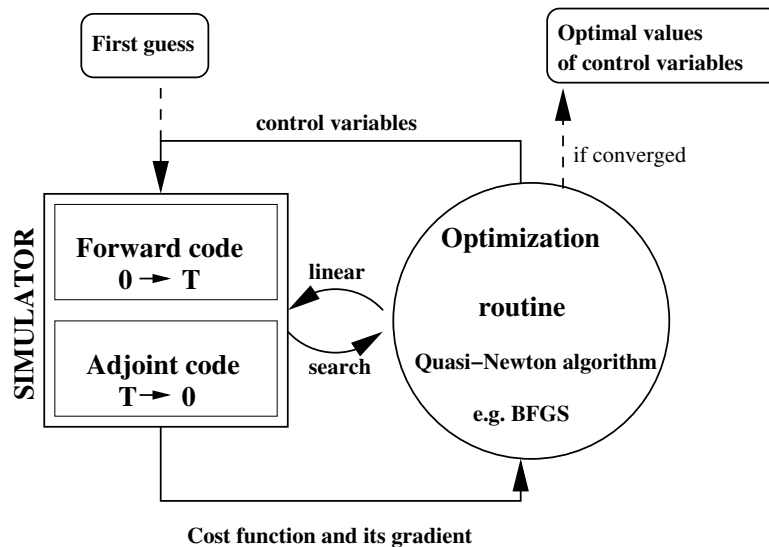 First guess
Optimal values
of control variables
control variables
if converged
SIMULATOR
Forward code
0 → T
Adjoint code
T → 0
linear
search
Optimization
routine
Quasi−Newton algorithm
e.g. BFGS
Cost function and its gradient